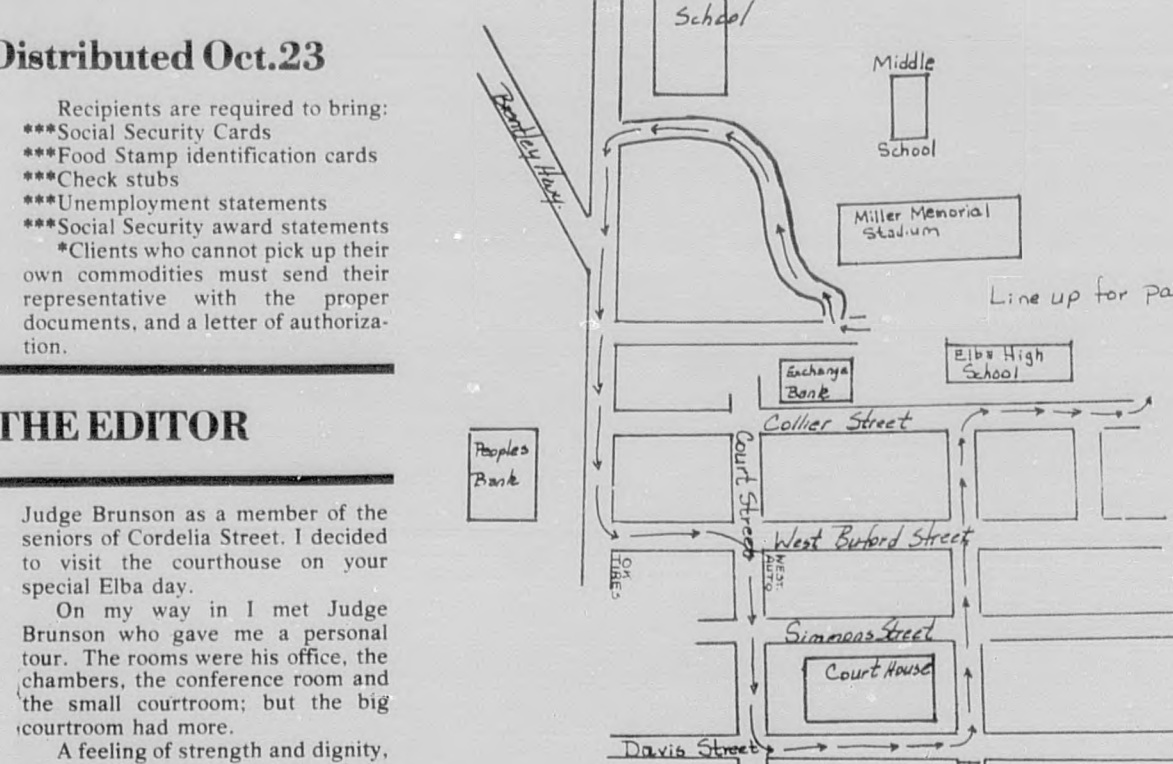 Distributed Oct.23
Recipients are required to bring:
***Social Security Cards
***Food Stamp identification cards
***Check stubs
***Unemployment statements
***Social Security award statements
*Clients who cannot pick up their
own commodities must send their
representative with the proper
documents, and a letter of authoriza-
tion.
THE EDITOR
Judge Brunson as a member of the
seniors of Cordelia Street. I decided
to visit the courthouse on your
special Elba day.
On my way in I met Judge
Brunson who gave me a personal
tour. The rooms were his office, the
chambers, the conference room and
the small courtroom; but the big
courtroom had more.
A feeling of strength and dignity,
School
Middle
School
Brantley Hwy.
Miller Memorial
Stadium
Line up for pa
Elba High
School
Exchange
Bank
Collier Street
Peoples
Bank
Court Street
West Buford Street
OK
TIRES
WEST.
AUTO
Simmons Street
Court House
Davis Street